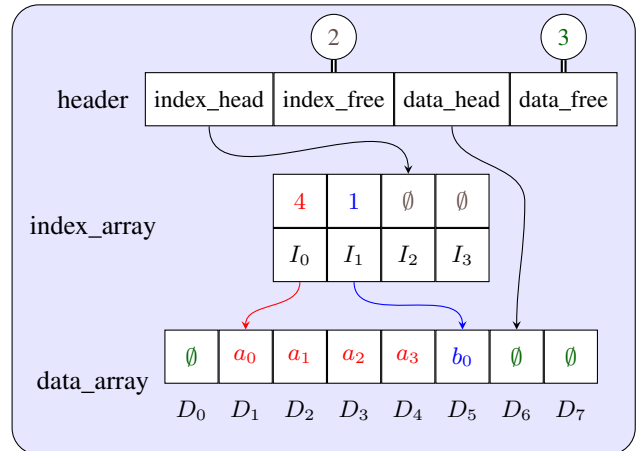 2 3
header index_head index_free data_head data_free
4 1 ∅ ∅
index_array
I₀ I₁ I₂ I₃
∅ a₀ a₁ a₂ a₃ b₀ ∅ ∅
data_array
D₀ D₁ D₂ D₃ D₄ D₅ D₆ D₇